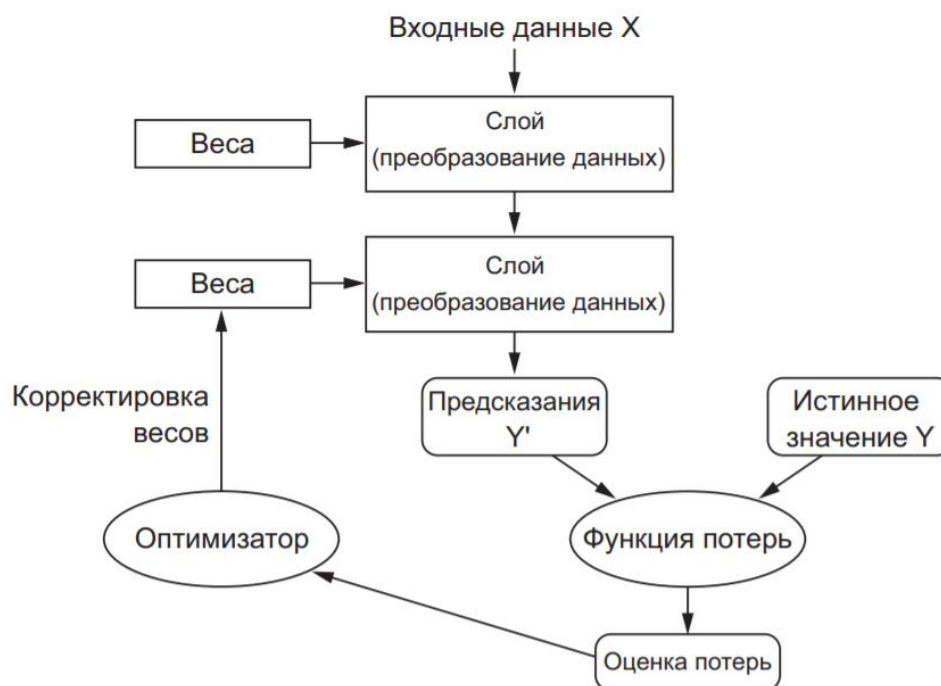 Входные данные X
Веса
Слой
(преобразование данных)
Веса
Слой
(преобразование данных)
Корректировка
весов
Предсказания
Y'
Истинное
значение Y
Оптимизатор
Функция потерь
Оценка потерь